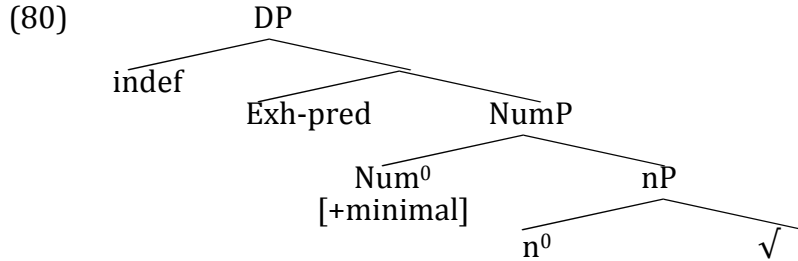 (80) DP
indef
Exh-pred NumP
Num⁰ nP
[+minimal]
n⁰ √